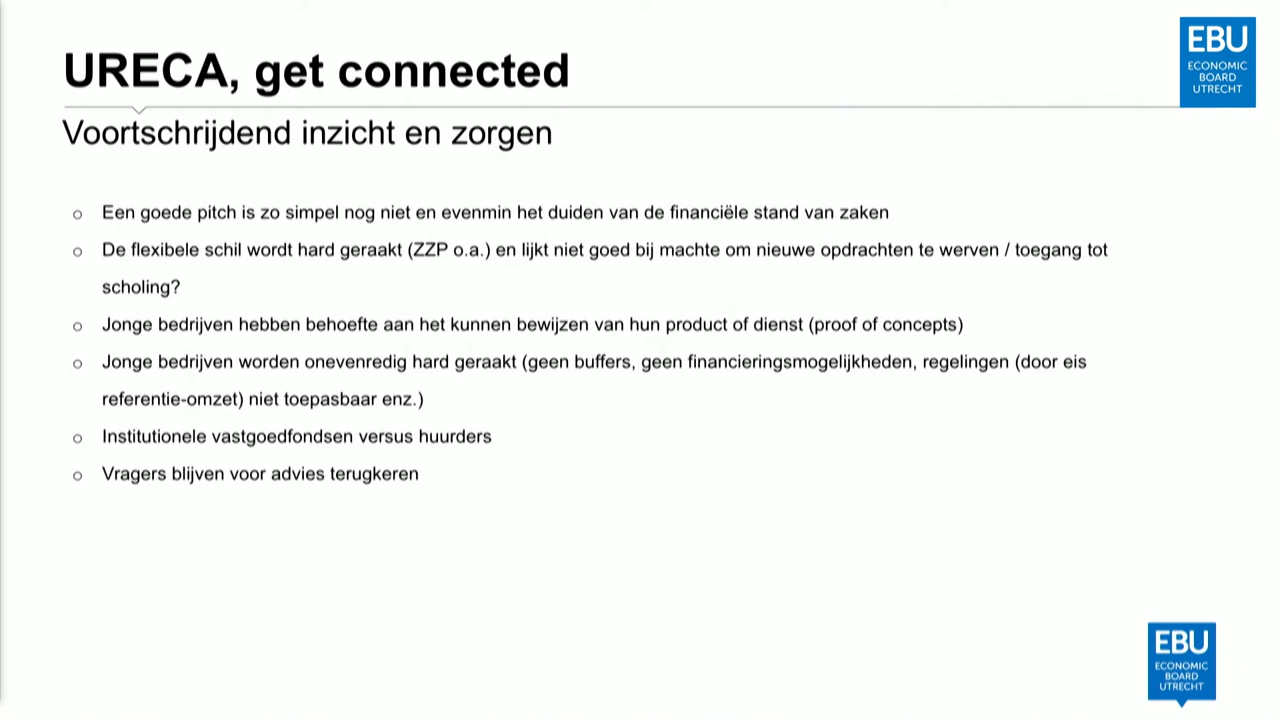 URECA, get connected
EBU
ECONOMIC
BOARD
UTRECHT
Voortschrijdend inzicht en zorgen
o Een goede pitch is zo simpel nog niet en evenmin het duiden van de financiële stand van zaken
o De flexibele schil wordt hard geraakt (ZZP o.a.) en lijkt niet goed bij machte om nieuwe opdrachten te werven / toegang tot
scholing?
o Jonge bedrijven hebben behoefte aan het kunnen bewijzen van hun product of dienst (proof of concepts)
o Jonge bedrijven worden onevenredig hard geraakt (geen buffers, geen financieringsmogelijkheden, regelingen (door eis
referentie-omzet) niet toepasbaar enz.)
o Institutionele vastgoedfondsen versus huurders
o Vragers blijven voor advies terugkeren
EBU
ECONOMIC
BOARD
UTRECHT